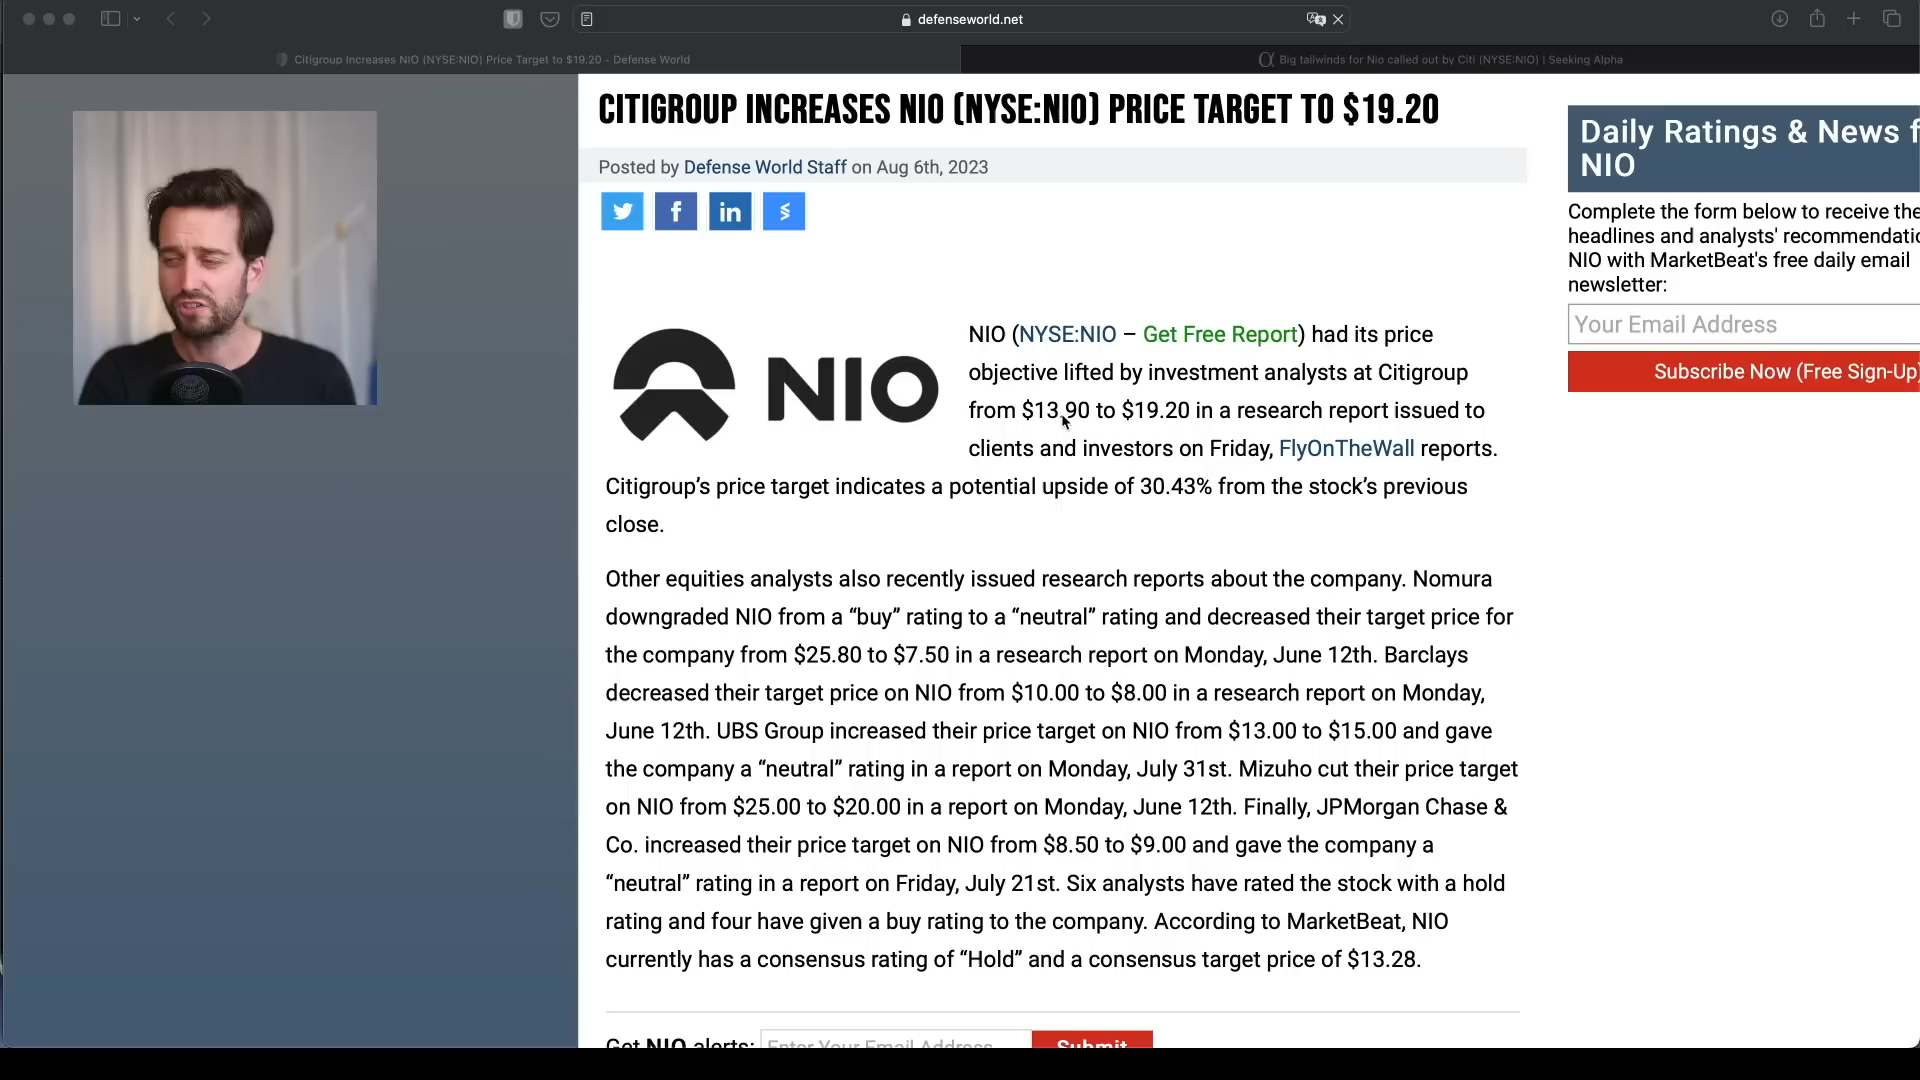 defenseworld.net
Citigroup Increases NIO (NYSE:NIO) Price Target to $19.20 - Defense World
Big tailwinds for Nio called out by Citi (NYSE:NIO) | Seeking Alpha
CITIGROUP INCREASES NIO (NYSE:NIO) PRICE TARGET TO $19.20
Posted by Defense World Staff on Aug 6th, 2023
NIO
NIO (NYSE:NIO – Get Free Report) had its price
objective lifted by investment analysts at Citigroup
from $13.90 to $19.20 in a research report issued to
clients and investors on Friday, FlyOnTheWall reports.
Citigroup’s price target indicates a potential upside of 30.43% from the stock’s previous
close.
Other equities analysts also recently issued research reports about the company. Nomura
downgraded NIO from a “buy” rating to a “neutral” rating and decreased their target price for
the company from $25.80 to $7.50 in a research report on Monday, June 12th. Barclays
decreased their target price on NIO from $10.00 to $8.00 in a research report on Monday,
June 12th. UBS Group increased their price target on NIO from $13.00 to $15.00 and gave
the company a “neutral” rating in a report on Monday, July 31st. Mizuho cut their price target
on NIO from $25.00 to $20.00 in a report on Monday, June 12th. Finally, JPMorgan Chase &
Co. increased their price target on NIO from $8.50 to $9.00 and gave the company a
“neutral” rating in a report on Friday, July 21st. Six analysts have rated the stock with a hold
rating and four have given a buy rating to the company. According to MarketBeat, NIO
currently has a consensus rating of “Hold” and a consensus target price of $13.28.
Get NIO alerts: Enter Your Email Address Submit
Daily Ratings & News f
NIO
Complete the form below to receive the
headlines and analysts' recommendatio
NIO with MarketBeat's free daily email
newsletter:
Your Email Address
Subscribe Now (Free Sign-Up)